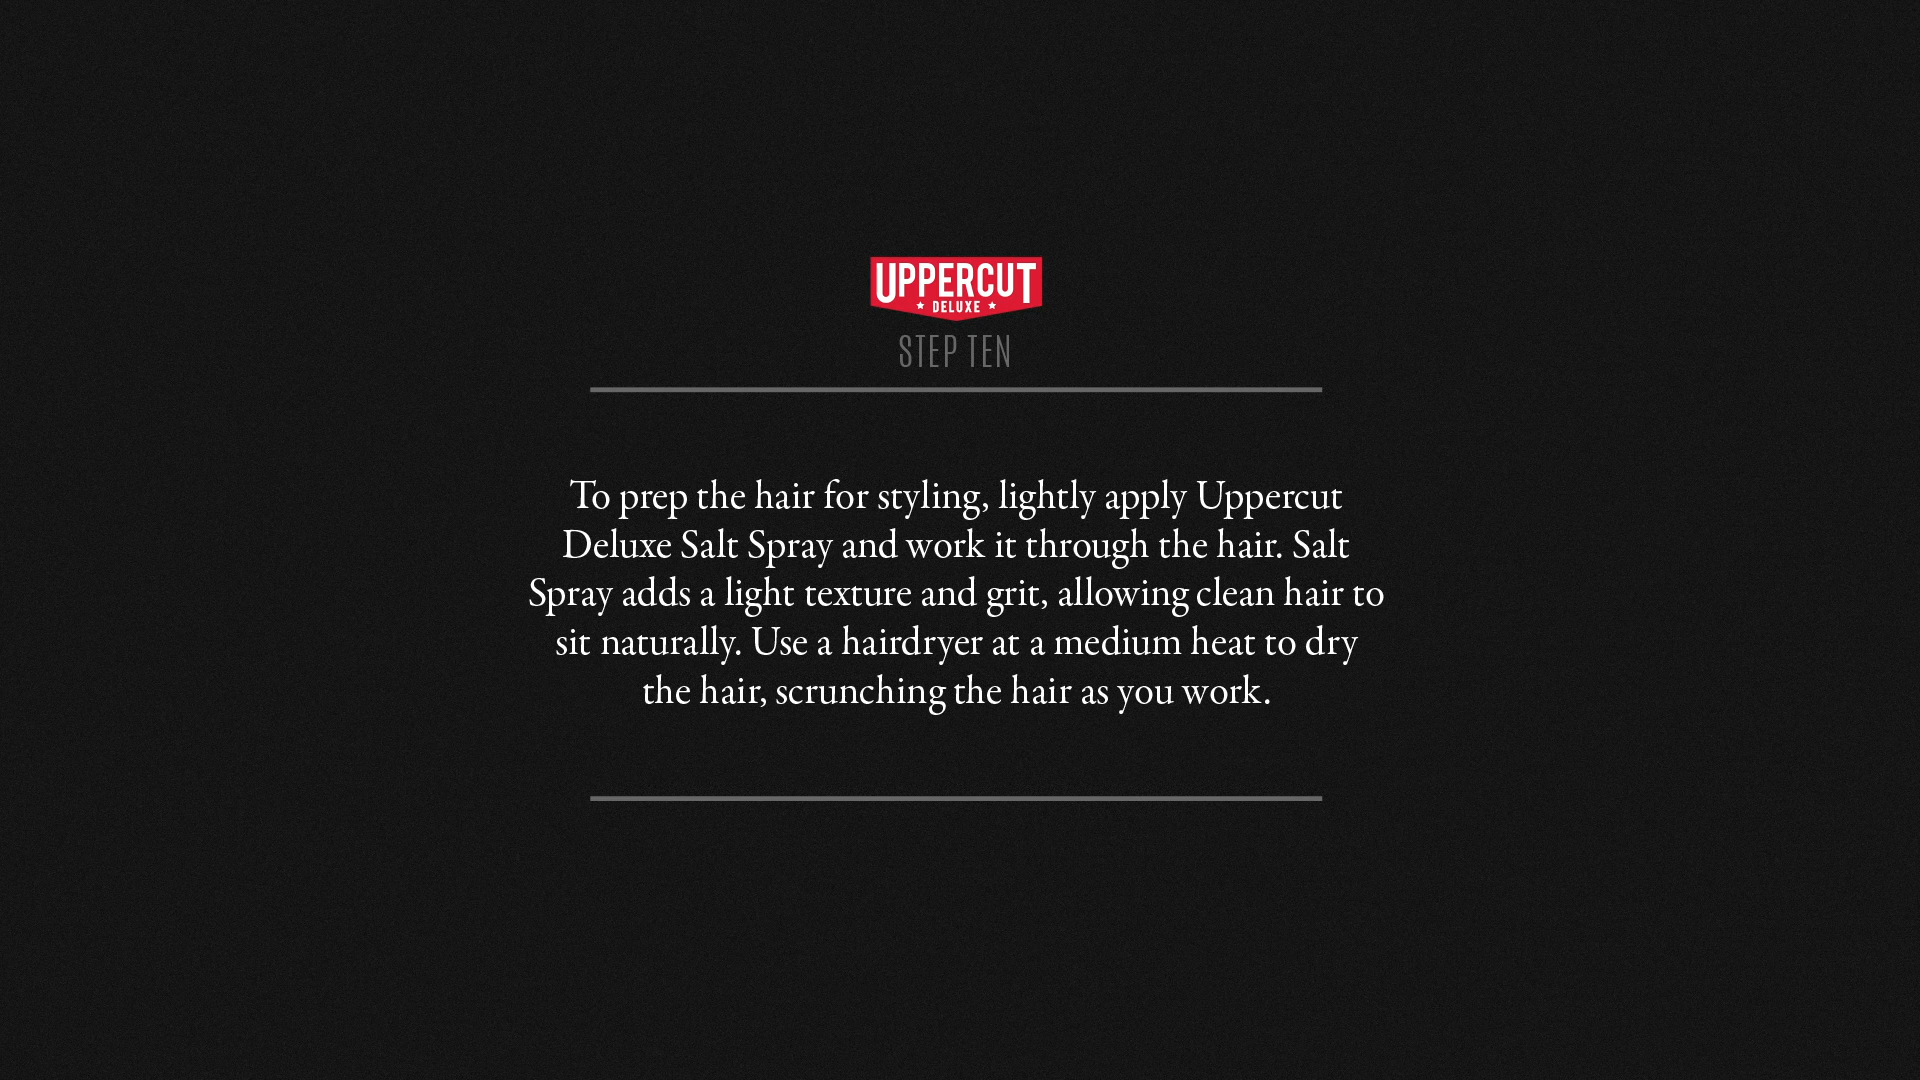 UPPERCUT
DELUXE
STEP TEN
To prep the hair for styling, lightly apply Uppercut
Deluxe Salt Spray and work it through the hair. Salt
Spray adds a light texture and grit, allowing clean hair to
sit naturally. Use a hairdryer at a medium heat to dry
the hair, scrunching the hair as you work.